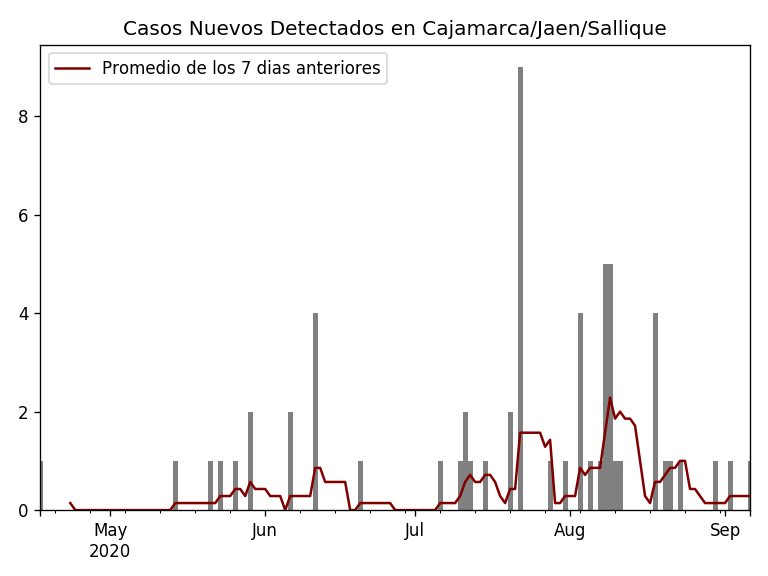 Casos Nuevos Detectados en Cajamarca/Jaen/Sallique
Promedio de los 7 dias anteriores
8
6
4
2
0
May Jun Jul Aug Sep
2020